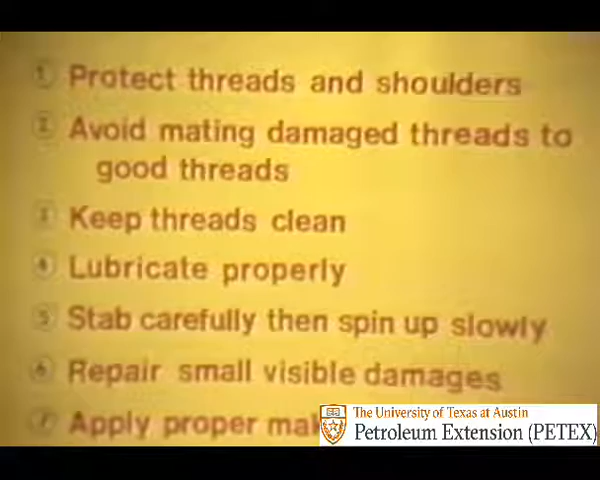 1 Protect threads and shoulders
2 Avoid mating damaged threads to
good threads
3 Keep threads clean
4 Lubricate properly
5 Stab carefully then spin up slowly
6 Repair small visible damages
7 Apply proper
The University of Texas at Austin
Petroleum Extension (PETEX)